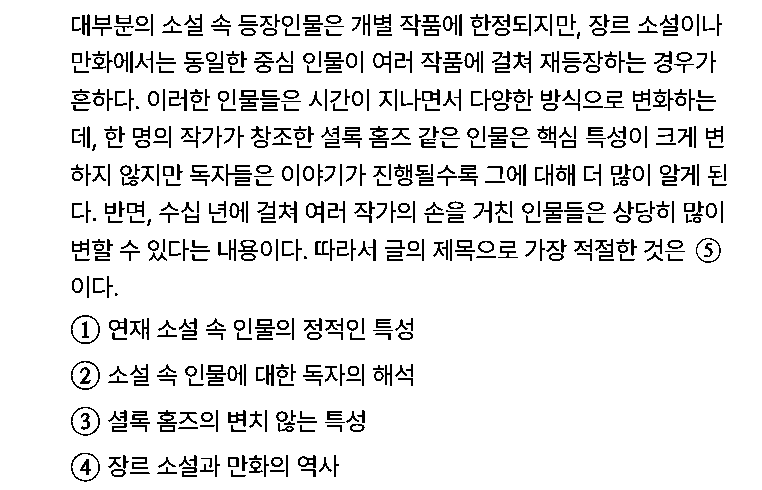 대부분의 소설 속 등장인물은 개별 작품에 한정되지만, 장르 소설이나
만화에서는 동일한 중심 인물이 여러 작품에 걸쳐 재등장하는 경우가
흔하다. 이러한 인물들은 시간이 지나면서 다양한 방식으로 변화하는
데, 한 명의 작가가 창조한 셜록 홈즈 같은 인물은 핵심 특성이 크게 변
하지 않지만 독자들은 이야기가 진행될수록 그에 대해 더 많이 알게 된
다. 반면, 수십 년에 걸쳐 여러 작가의 손을 거친 인물들은 상당히 많이
변할 수 있다는 내용이다. 따라서 글의 제목으로 가장 적절한 것은 ⑤
이다.
① 연재 소설 속 인물의 정적인 특성
② 소설 속 인물에 대한 독자의 해석
③ 셜록 홈즈의 변치 않는 특성
④ 장르 소설과 만화의 역사